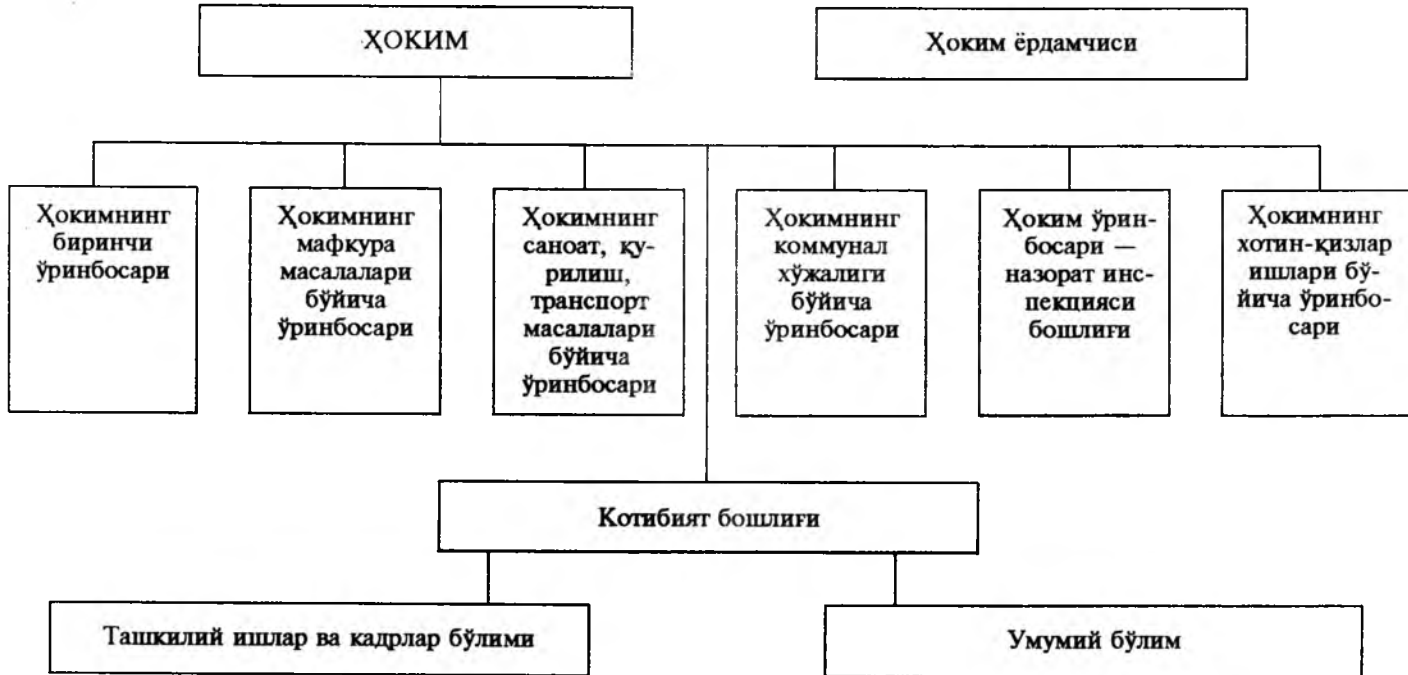 ҲОКИМ
Ҳоким ёрдамчиси
Ҳокимнинг
биринчи
ўринбосари
Ҳокимнинг
мафкура
масалалари
бўйича
ўринбосари
Ҳокимнинг
саноат, қу-
рилиш,
транспорт
масалалари
бўйича
ўринбосари
Ҳокимнинг
коммунал
хўжалиги
бўйича
ўринбосари
Ҳоким ўрин-
босари —
назорат инс-
пекпияси
бошлиғи
Ҳокимнинг
хотин-қизлар
ишлари бў-
йича ўринбо-
сари
Котибият бошлиғи
Ташкилий ишлар ва кадрлар бўлими
Умумий бўлим